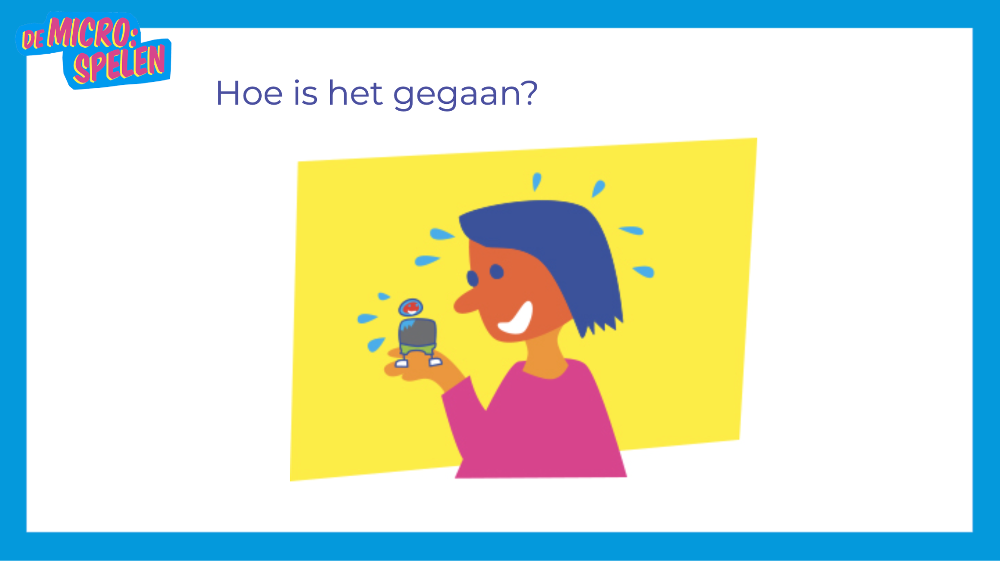 DE MICRO:
SPELEN
Hoe is het gegaan?